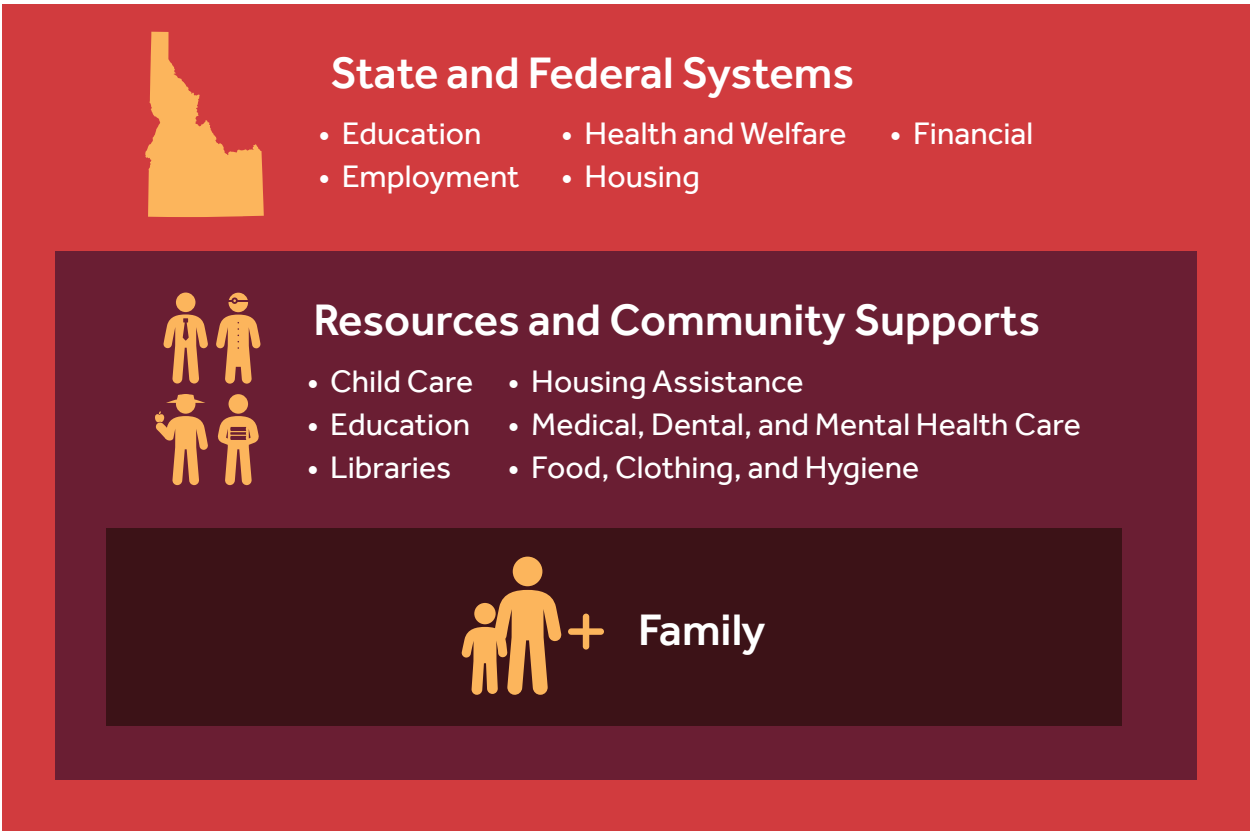 State and Federal Systems
• Education • Health and Welfare • Financial
• Employment • Housing
Resources and Community Supports
• Child Care • Housing Assistance
• Education • Medical, Dental, and Mental Health Care
• Libraries • Food, Clothing, and Hygiene
+ Family